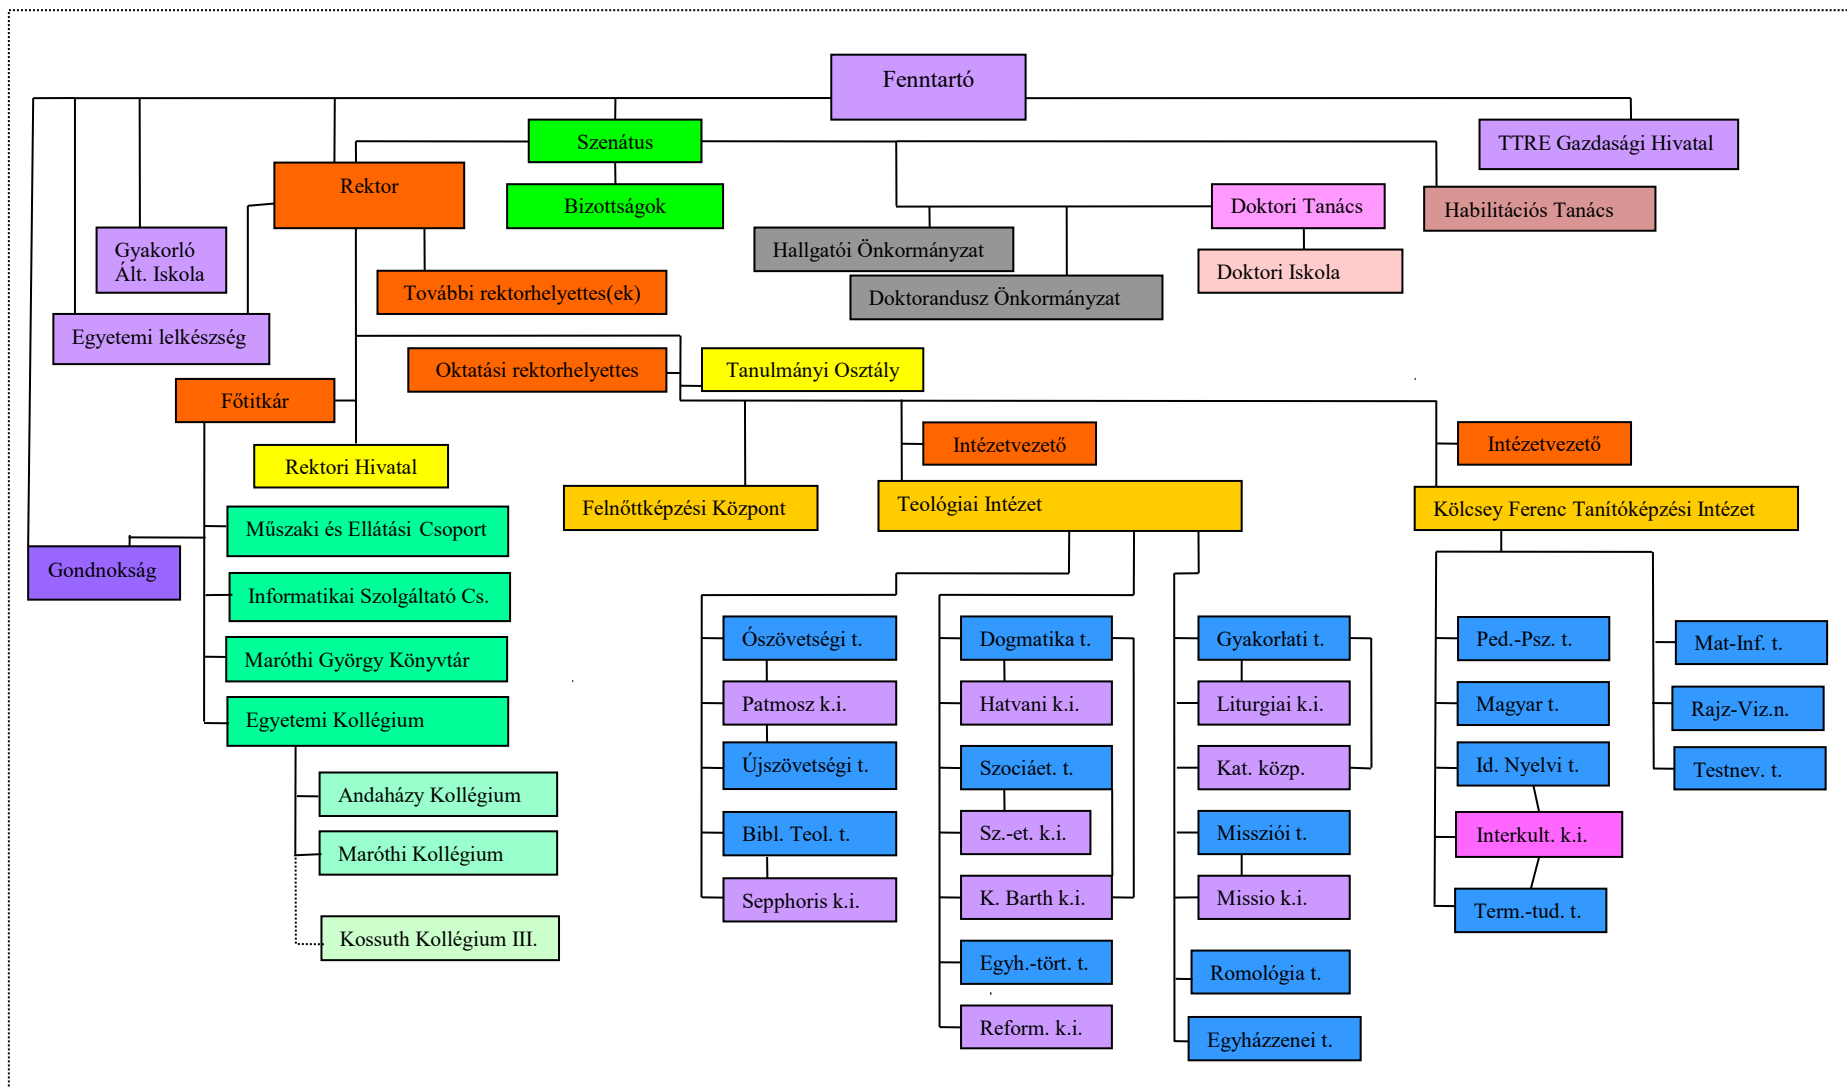 Fenntartó
Szenátus
TTRE Gazdasági Hivatal
Rektor
Bizottságok
Doktori Tanács
Habilitációs Tanács
Gyakorló
Ált. Iskola
Hallgatói Önkormányzat
Doktori Iskola
További rektorhelyettes(ek)
Doktorandusz Önkormányzat
Egyetemi lelkészség
Oktatási rektorhelyettes
Tanulmányi Osztály
Főtitkár
Intézetvezető
Intézetvezető
Rektori Hivatal
Felnőttképzési Központ
Teológiai Intézet
Kölcsey Ferenc Tanítóképzési Intézet
Műszaki és Ellátási Csoport
Gondnokság
Informatikai Szolgáltató Cs.
Maróthi György Könyvtár
Egyetemi Kollégium
Andaházy Kollégium
Maróthi Kollégium
Kossuth Kollégium III.
Ószövetségi t.
Patmosz k.i.
Újszövetségi t.
Bibl. Teol. t.
Sepphoris k.i.
Dogmatika t.
Hatvani k.i.
Szociáet. t.
Sz.-et. k.i.
K. Barth k.i.
Egyh.-tört. t.
Reform. k.i.
Gyakorlati t.
Liturgiai k.i.
Kat. közp.
Missziói t.
Missio k.i.
Romológia t.
Egyházzenei t.
Ped.-Psz. t.
Magyar t.
Id. Nyelvi t.
Interkult. k.i.
Term.-tud. t.
Mat-Inf. t.
Rajz-Viz.n.
Testnev. t.